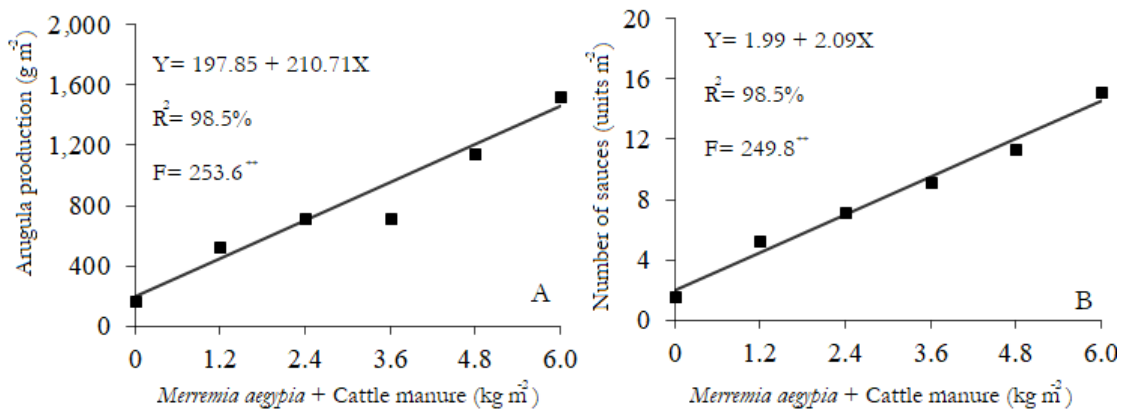 Arugula production (g m⁻²)
2,000
1,600
1,200
800
400
0
Y= 197.85 + 210.71X
R²= 98.5%
F= 253.6**
A
0 1.2 2.4 3.6 4.8 6.0
Merremia aegypia + Cattle manure (kg m⁻²)
Number of sauces (units m⁻²)
20
16
12
8
4
0
Y= 1.99 + 2.09X
R²= 98.5%
F= 249.8**
B
0 1.2 2.4 3.6 4.8 6.0
Merremia aegypia + Cattle manure (kg m⁻²)